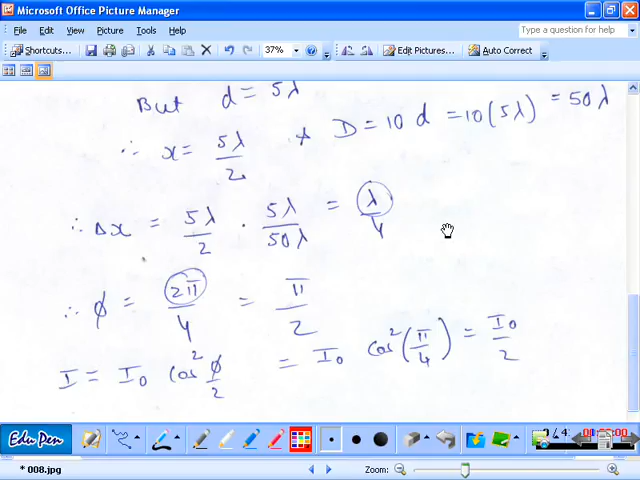 Microsoft Office Picture Manager
File Edit View Picture Tools Help
Type a question for help
Shortcuts... 37% Edit Pictures... Auto Correct
But d = 5λ
∴ x = 5λ/2 + D = 10 d = 10(5λ) = 50λ
∴ Δx = 5λ/2 · 5λ/50λ = λ/4
∴ ϕ = 2π/4 = π/2
I = I₀ cos² ϕ/2 = I₀ cos² (π/4) = I₀/2
Edu Pen
* 008.jpg Zoom: